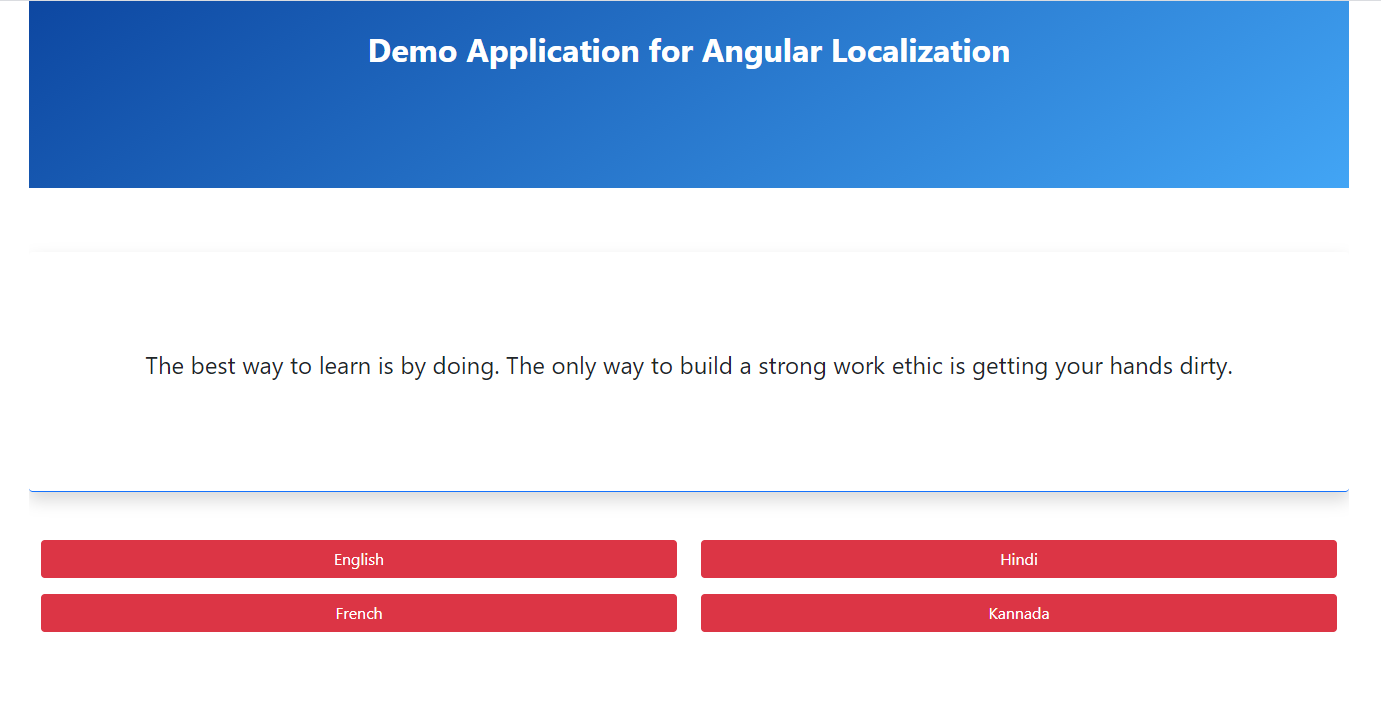 Demo Application for Angular Localization
The best way to learn is by doing. The only way to build a strong work ethic is getting your hands dirty.
English
Hindi
French
Kannada